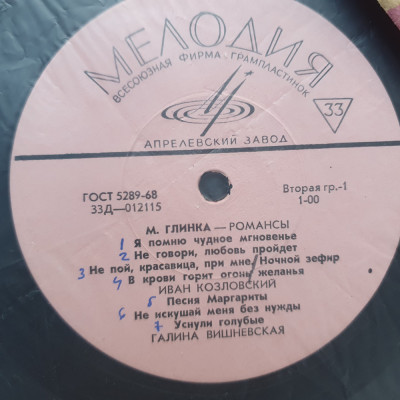 МЕЛОДИЯ
ВСЕСОЮЗНАЯ ФИРМА ГРАМПЛАСТИНОК
33
АПРЕЛЕВСКИЙ ЗАВОД
ГОСТ 5289-68
33Д—012115
Вторая гр.-1
1-00
М. ГЛИНКА — РОМАНСЫ
1 Я помню чудное мгновенье
2 Не говори, любовь пройдет
3 Не пой, красавица, при мне/Ночной зефир
4 В крови горит огонь желанья
ИВАН КОЗЛОВСКИЙ
5 Песня Маргариты
6 Не искушай меня без нужды
7 Уснули голубые
ГАЛИНА ВИШНЕВСКАЯ